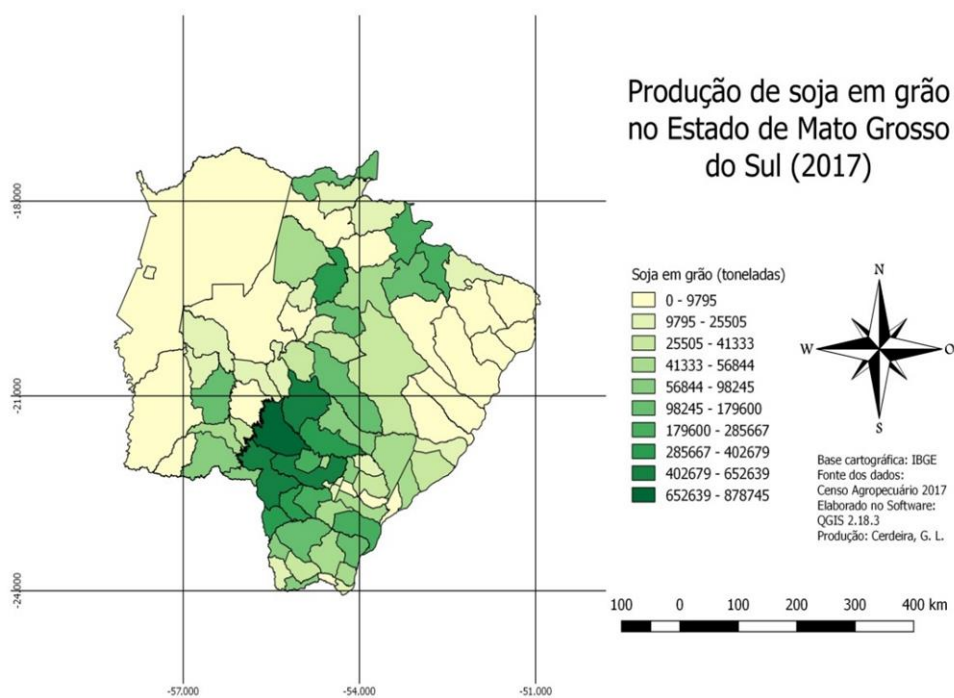 Produção de soja em grão
no Estado de Mato Grosso
do Sul (2017)
-18.000
-21.000
-24.000
-57.000
-54.000
-51.000
Soja em grão (toneladas)
0 - 9795
9795 - 25505
25505 - 41333
41333 - 56844
56844 - 98245
98245 - 179600
179600 - 285667
285667 - 402679
402679 - 652639
652639 - 878745
N
W
O
S
Base cartográfica: IBGE
Fonte dos dados:
Censo Agropecuário 2017
Elaborado no Software:
QGIS 2.18.3
Produção: Cerdeira, G. L.
100 0 100 200 300 400 km